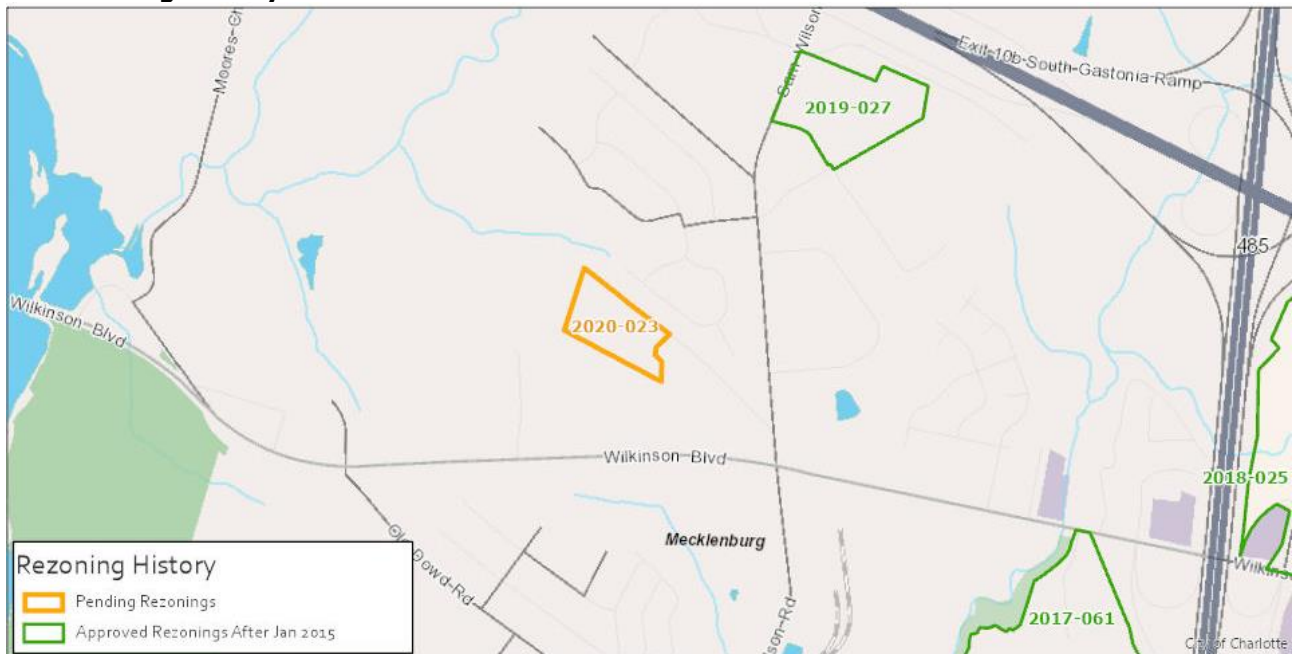 Moores-Ch
Sam-Wilson
Exit-10b-South-Gastonia-Ramp
2019-027
485
Wilkinson-Blvd
2020-023
Wilkinson-Blvd
2018-025
Mecklenburg
Old-Dowd-Rd
Wilkins
2017-061
lson-Rd
City of Charlotte
Rezoning History
Pending Rezonings
Approved Rezonings After Jan 2015